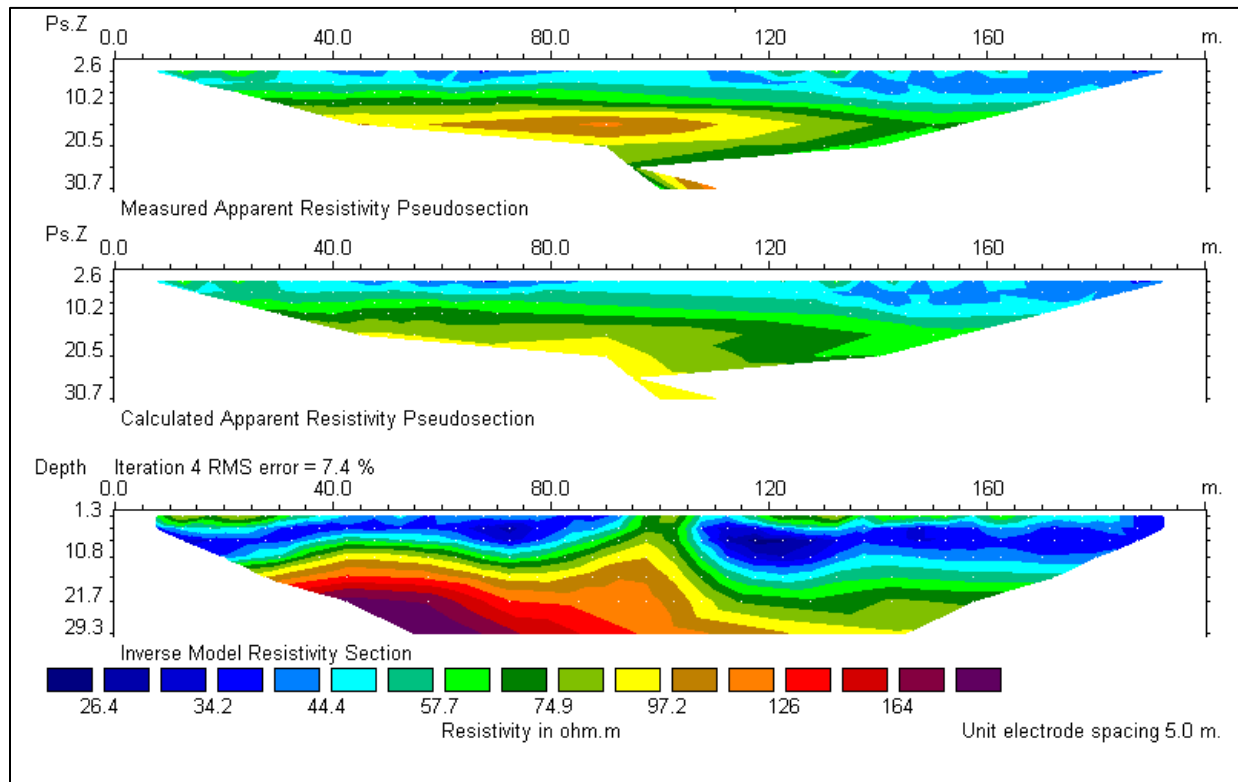 Ps.Z
0.0 40.0 80.0 120 160 m.
2.6
10.2
20.5
30.7
Measured Apparent Resistivity Pseudosection
Ps.Z
0.0 40.0 80.0 120 160 m.
2.6
10.2
20.5
30.7
Calculated Apparent Resistivity Pseudosection
Depth Iteration 4 RMS error = 7.4 %
0.0 40.0 80.0 120 160 m.
1.3
10.8
21.7
29.3
Inverse Model Resistivity Section
26.4 34.2 44.4 57.7 74.9 97.2 126 164
Resistivity in ohm.m Unit electrode spacing 5.0 m.